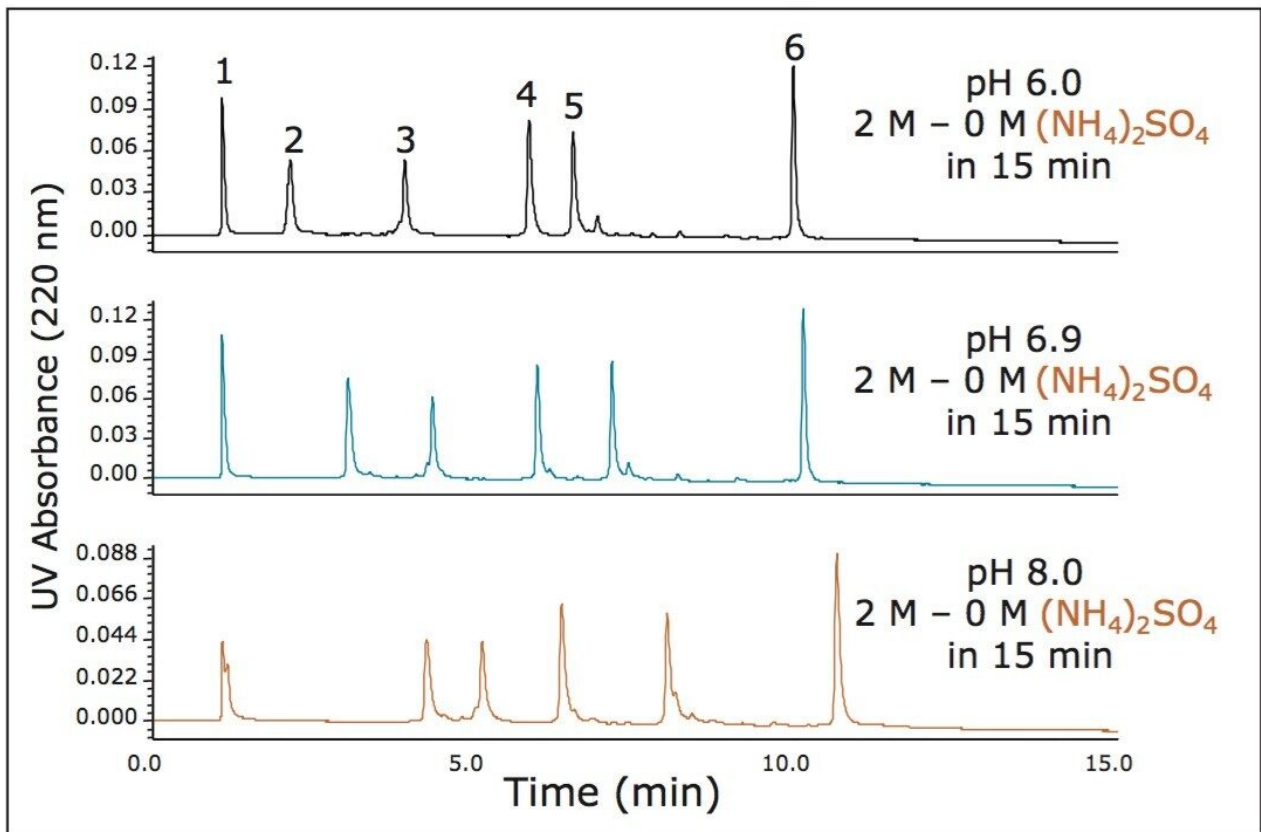 UV Absorbance (220 nm)
0.12
0.09
0.06
0.03
0.00
1
2
3
4
5
6
pH 6.0
2 M – 0 M (NH₄)₂SO₄
in 15 min
0.12
0.09
0.06
0.03
0.00
pH 6.9
2 M – 0 M (NH₄)₂SO₄
in 15 min
0.088
0.066
0.044
0.022
0.000
pH 8.0
2 M – 0 M (NH₄)₂SO₄
in 15 min
0.0 5.0 10.0 15.0
Time (min)